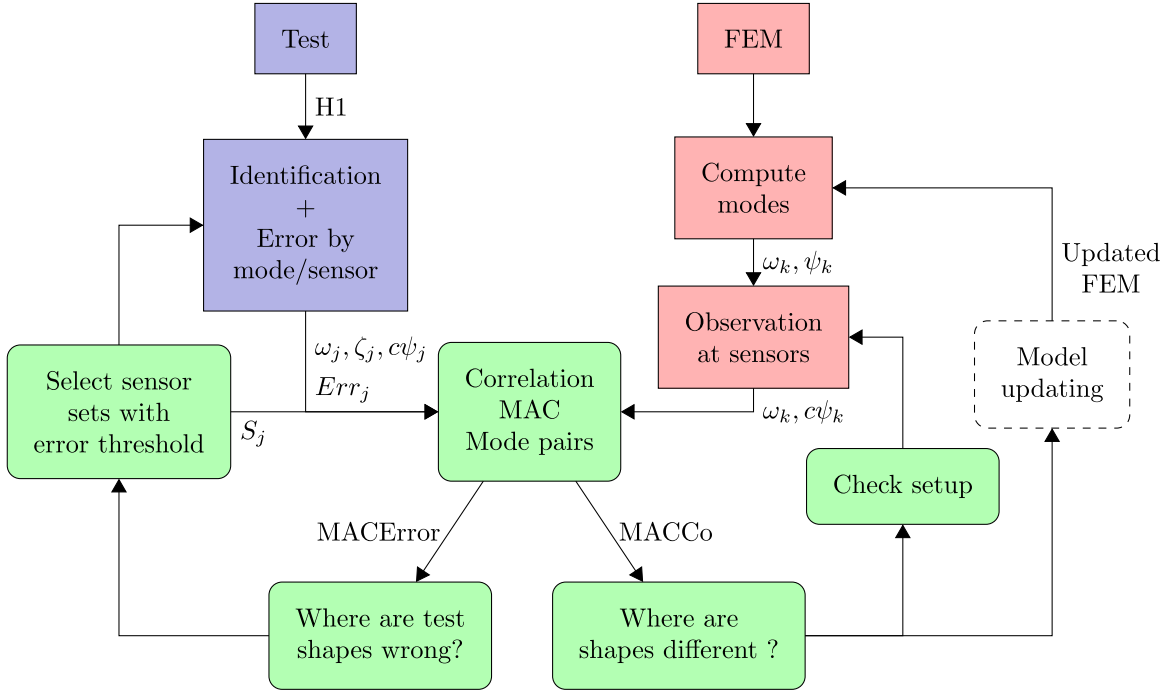 Test
FEM
H1
Identification
+
Error by
mode/sensor
Compute
modes
ωₖ, ψₖ
Updated
FEM
Observation
at sensors
ωⱼ, ζⱼ, cψⱼ
Errⱼ
Select sensor
sets with
error threshold
Sⱼ
Correlation
MAC
Mode pairs
ωₖ, cψₖ
Model
updating
Check setup
MACError
MACCo
Where are test
shapes wrong?
Where are
shapes different ?